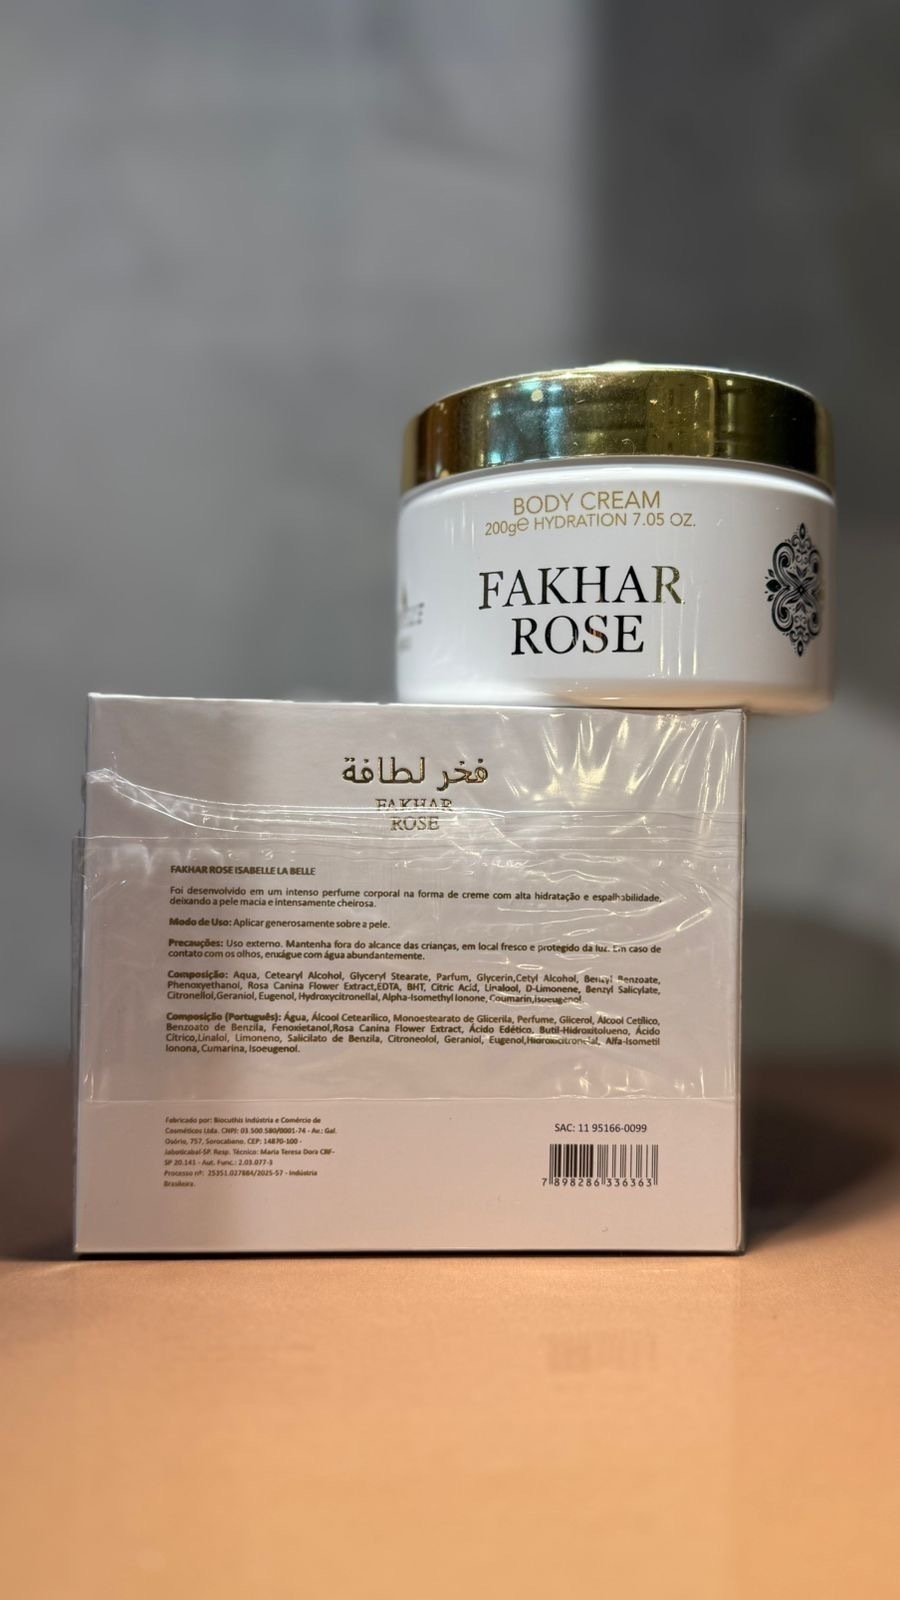 BODY CREAM
200g℮ HYDRATION 7.05 OZ.
FAKHAR
ROSE
فخر لطافة
FAKHAR
ROSE
FAKHAR ROSE ISABELLE LA BELLE
Foi desenvolvido em um intenso perfume corporal na forma de creme com alta hidratação e espalhabilidade,
deixando a pele macia e intensamente cheirosa.
Modo de Uso: Aplicar generosamente sobre a pele.
Precauções: Uso externo. Mantenha fora do alcance das crianças, em local fresco e protegido da luz. Em caso de
contato com os olhos, enxágue com água abundantemente.
Composição: Aqua, Cetearyl Alcohol, Glyceryl Stearate, Parfum, Glycerin,Cetyl Alcohol, Benzyl Benzoate,
Phenoxyethanol, Rosa Canina Flower Extract,EDTA, BHT, Citric Acid, Linalool, D-Limonene, Benzyl Salicylate,
Citronellol,Geraniol, Eugenol, Hydroxycitronellal, Alpha-Isomethyl Ionone, Coumarin,Isoeugenol.
Composição (Português): Água, Álcool Cetearílico, Monoestearato de Glicerila, Perfume, Glicerol, Álcool Cetílico,
Benzoato de Benzila, Fenoxietanol,Rosa Canina Flower Extract, Ácido Edético, Butil-Hidroxitolueno, Ácido
Cítrico,Linalol, Limoneno, Salicilato de Benzila, Citroneolol, Geraniol, Eugenol,Hidroxicitronelal, Alfa-Isometil
Ionona, Cumarina, Isoeugenol.
Fabricado por: Biocuthis Indústria e Comércio de
Cosméticos Ltda. CNPJ: 03.500.580/0001-74 - Av.: Gal.
Osório, 757, Sorocabano. CEP: 14870-100 -
Jaboticabal-SP. Resp. Técnico: Maria Teresa Dora CRF-
SP 20.141 - Aut. Func.: 2.03.077-3
Processo nº: 25351.027884/2025-57 - Indústria
Brasileira.
SAC: 11 95166-0099
7 898286 336363